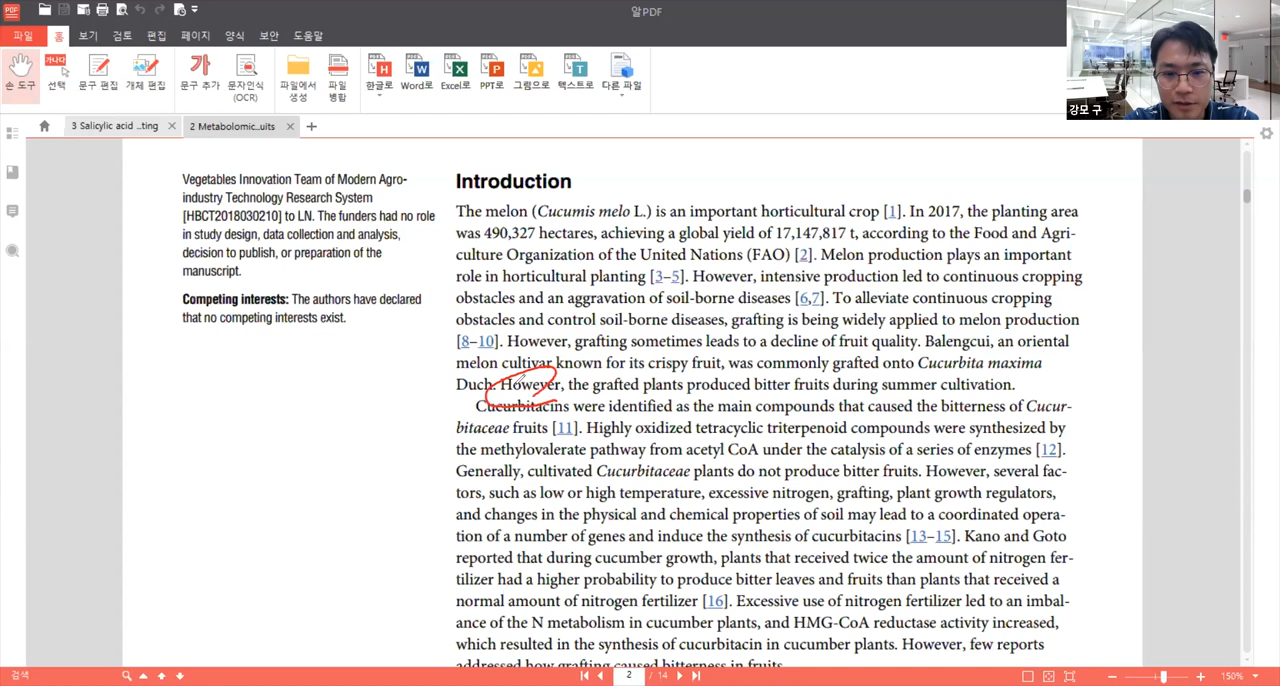 알PDF
파일 홈 보기 검토 편집 페이지 양식 보안 도움말
가나다
손 도구 선택 문구 편집 개체 편집 문구 추가 문자인식 (OCR) 파일에서 생성 파일 병합 한글로 Word로 Excel로 PPT로 그림으로 텍스트로 다른 파일
강모 구
3 Salicylic acid ...ting 2 Metabolomic...uits
Vegetables Innovation Team of Modern Agro-
industry Technology Research System
[HBCT2018030210] to LN. The funders had no role
in study design, data collection and analysis,
decision to publish, or preparation of the
manuscript.
Competing interests: The authors have declared
that no competing interests exist.
Introduction
The melon (Cucumis melo L.) is an important horticultural crop [1]. In 2017, the planting area
was 490,327 hectares, achieving a global yield of 17,147,817 t, according to the Food and Agri-
culture Organization of the United Nations (FAO) [2]. Melon production plays an important
role in horticultural planting [3–5]. However, intensive production led to continuous cropping
obstacles and an aggravation of soil-borne diseases [6,7]. To alleviate continuous cropping
obstacles and control soil-borne diseases, grafting is being widely applied to melon production
[8–10]. However, grafting sometimes leads to a decline of fruit quality. Balengcui, an oriental
melon cultivar known for its crispy fruit, was commonly grafted onto Cucurbita maxima
Duch. However, the grafted plants produced bitter fruits during summer cultivation.
Cucurbitacins were identified as the main compounds that caused the bitterness of Cucur-
bitaceae fruits [11]. Highly oxidized tetracyclic triterpenoid compounds were synthesized by
the methylovalerate pathway from acetyl CoA under the catalysis of a series of enzymes [12].
Generally, cultivated Cucurbitaceae plants do not produce bitter fruits. However, several fac-
tors, such as low or high temperature, excessive nitrogen, grafting, plant growth regulators,
and changes in the physical and chemical properties of soil may lead to a coordinated opera-
tion of a number of genes and induce the synthesis of cucurbitacins [13–15]. Kano and Goto
reported that during cucumber growth, plants that received twice the amount of nitrogen fer-
tilizer had a higher probability to produce bitter leaves and fruits than plants that received a
normal amount of nitrogen fertilizer [16]. Excessive use of nitrogen fertilizer led to an imbal-
ance of the N metabolism in cucumber plants, and HMG-CoA reductase activity increased,
which resulted in the synthesis of cucurbitacin in cucumber plants. However, few reports
addressed how grafting caused bitterness in fruits.
검색 2 / 14 150%